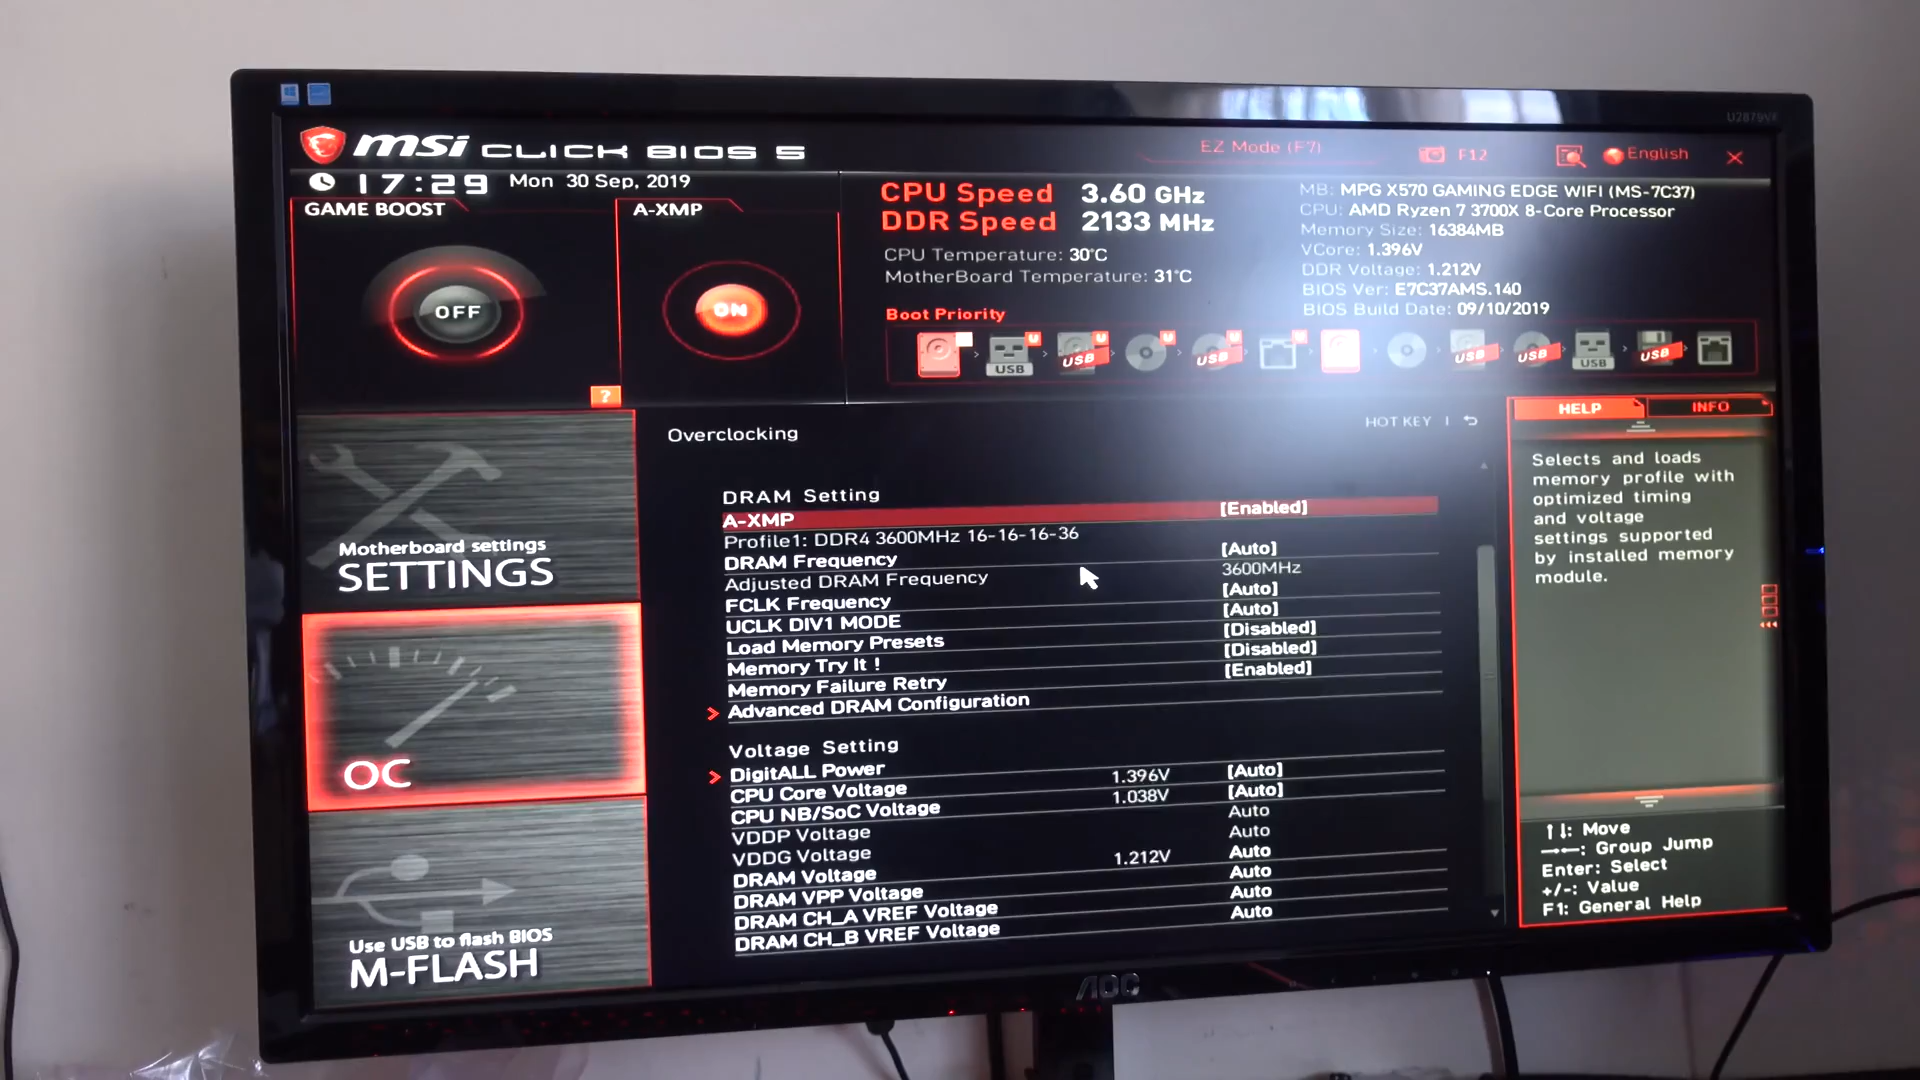 U2879VF
msi CLICK BIOS 5
EZ Mode (F7)
F12
English
17:29 Mon 30 Sep, 2019
GAME BOOST
OFF
A-XMP
ON
?
CPU Speed 3.60 GHz
DDR Speed 2133 MHz
CPU Temperature: 30°C
MotherBoard Temperature: 31°C
MB: MPG X570 GAMING EDGE WIFI (MS-7C37)
CPU: AMD Ryzen 7 3700X 8-Core Processor
Memory Size: 16384MB
VCore: 1.396V
DDR Voltage: 1.212V
BIOS Ver: E7C37AMS.140
BIOS Build Date: 09/10/2019
Boot Priority
U U U U U
USB USB USB USB USB USB USB
Motherboard settings
SETTINGS
OC
Use USB to flash BIOS
M-FLASH
Overclocking
HOT KEY
DRAM Setting
A-XMP [Enabled]
Profile1: DDR4 3600MHz 16-16-16-36
DRAM Frequency [Auto]
Adjusted DRAM Frequency 3600MHz
FCLK Frequency [Auto]
UCLK DIV1 MODE [Auto]
Load Memory Presets [Disabled]
Memory Try It ! [Disabled]
Memory Failure Retry [Enabled]
> Advanced DRAM Configuration
Voltage Setting
> DigitALL Power
CPU Core Voltage 1.396V [Auto]
CPU NB/SoC Voltage 1.038V [Auto]
VDDP Voltage Auto
VDDG Voltage Auto
DRAM Voltage 1.212V Auto
DRAM VPP Voltage Auto
DRAM CH_A VREF Voltage Auto
DRAM CH_B VREF Voltage Auto
HELP
INFO
Selects and loads
memory profile with
optimized timing
and voltage
settings supported
by installed memory
module.
↑↓: Move
→←: Group Jump
Enter: Select
+/-: Value
F1: General Help
AOC